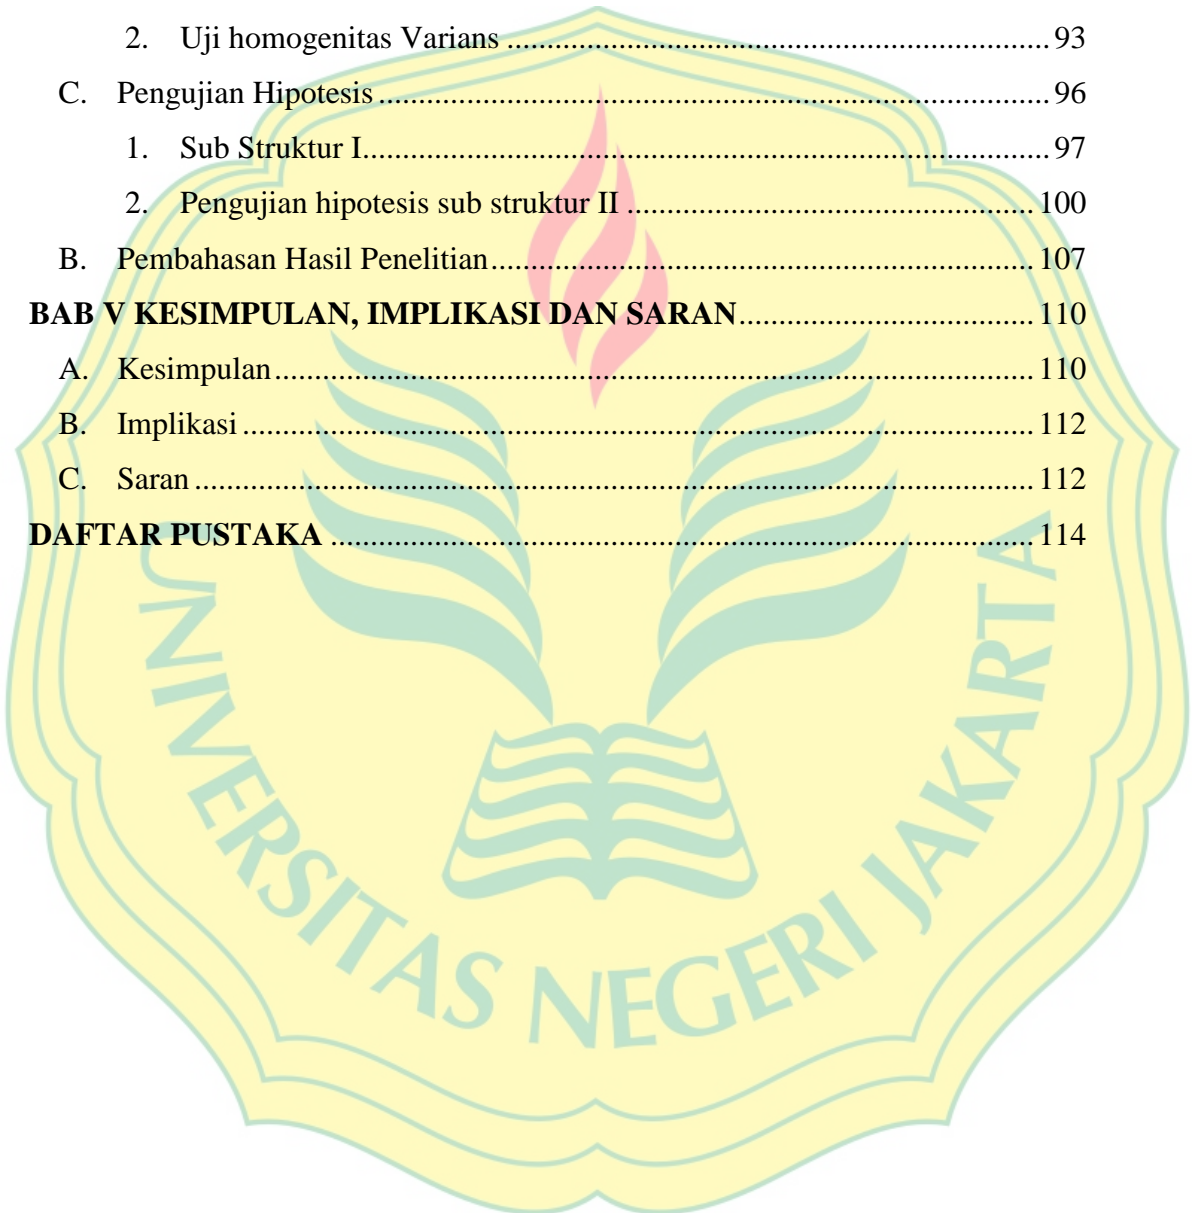 2. Uji homogenitas Varians ........................................................................ 93
C. Pengujian Hipotesis ........................................................................................ 96
1. Sub Struktur I........................................................................................... 97
2. Pengujian hipotesis sub struktur II ...................................................... 100
B. Pembahasan Hasil Penelitian........................................................................ 107
BAB V KESIMPULAN, IMPLIKASI DAN SARAN....................................... 110
A. Kesimpulan.................................................................................................... 110
B. Implikasi ........................................................................................................ 112
C. Saran .............................................................................................................. 112
DAFTAR PUSTAKA ............................................................................................ 114
UNIVERSITAS NEGERI JAKARTA